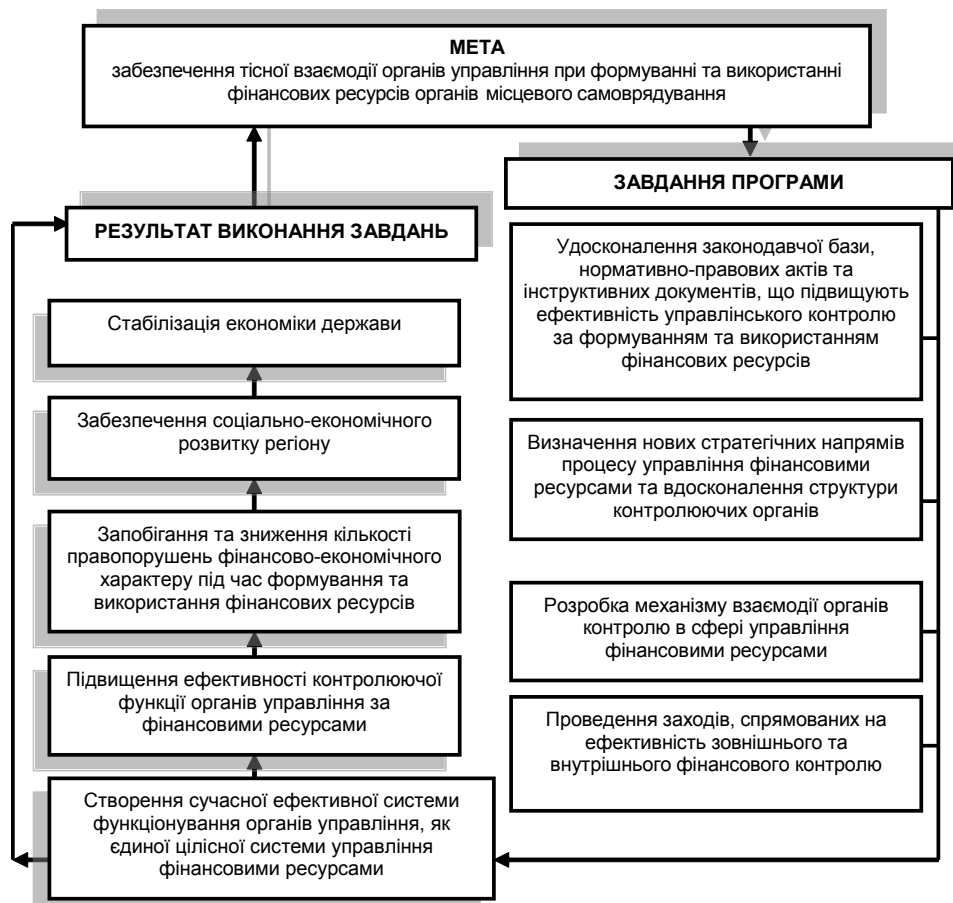 МЕТА
забезпечення тісної взаємодії органів управління при формуванні та використанні
фінансових ресурсів органів місцевого самоврядування
ЗАВДАННЯ ПРОГРАМИ
РЕЗУЛЬТАТ ВИКОНАННЯ ЗАВДАНЬ
Удосконалення законодавчої бази,
нормативно-правових актів та
інструктивних документів, що підвищують
ефективність управлінського контролю
за формуванням та використанням
фінансових ресурсів
Визначення нових стратегічних напрямів
процесу управління фінансовими
ресурсами та вдосконалення структури
контролюючих органів
Розробка механізму взаємодії органів
контролю в сфері управління
фінансовими ресурсами
Проведення заходів, спрямованих на
ефективність зовнішнього та
внутрішнього фінансового контролю
Стабілізація економіки держави
Забезпечення соціально-економічного
розвитку регіону
Запобігання та зниження кількості
правопорушень фінансово-економічного
характеру під час формування та
використання фінансових ресурсів
Підвищення ефективності контролюючої
функції органів управління за
фінансовими ресурсами
Створення сучасної ефективної системи
функціонування органів управління, як
єдиної цілісної системи управління
фінансовими ресурсами